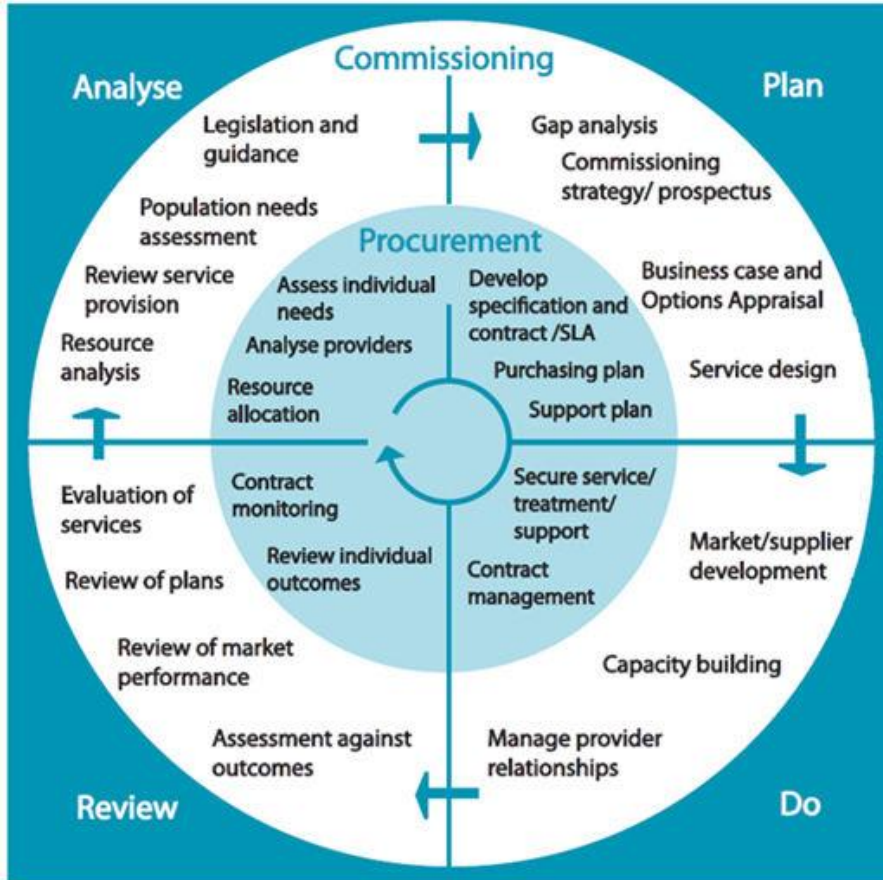 Commissioning
Analyse
Plan
Legislation and
guidance
Population needs
assessment
Review service
provision
Resource
analysis
Gap analysis
Commissioning
strategy/ prospectus
Business case and
Options Appraisal
Service design
Procurement
Assess individual
needs
Analyse providers
Resource
allocation
Develop
specification and
contract /SLA
Purchasing plan
Support plan
Secure service/
treatment/
support
Contract
management
Contract
monitoring
Review individual
outcomes
Market/supplier
development
Capacity building
Manage provider
relationships
Do
Evaluation of
services
Review of plans
Review of market
performance
Assessment against
outcomes
Review